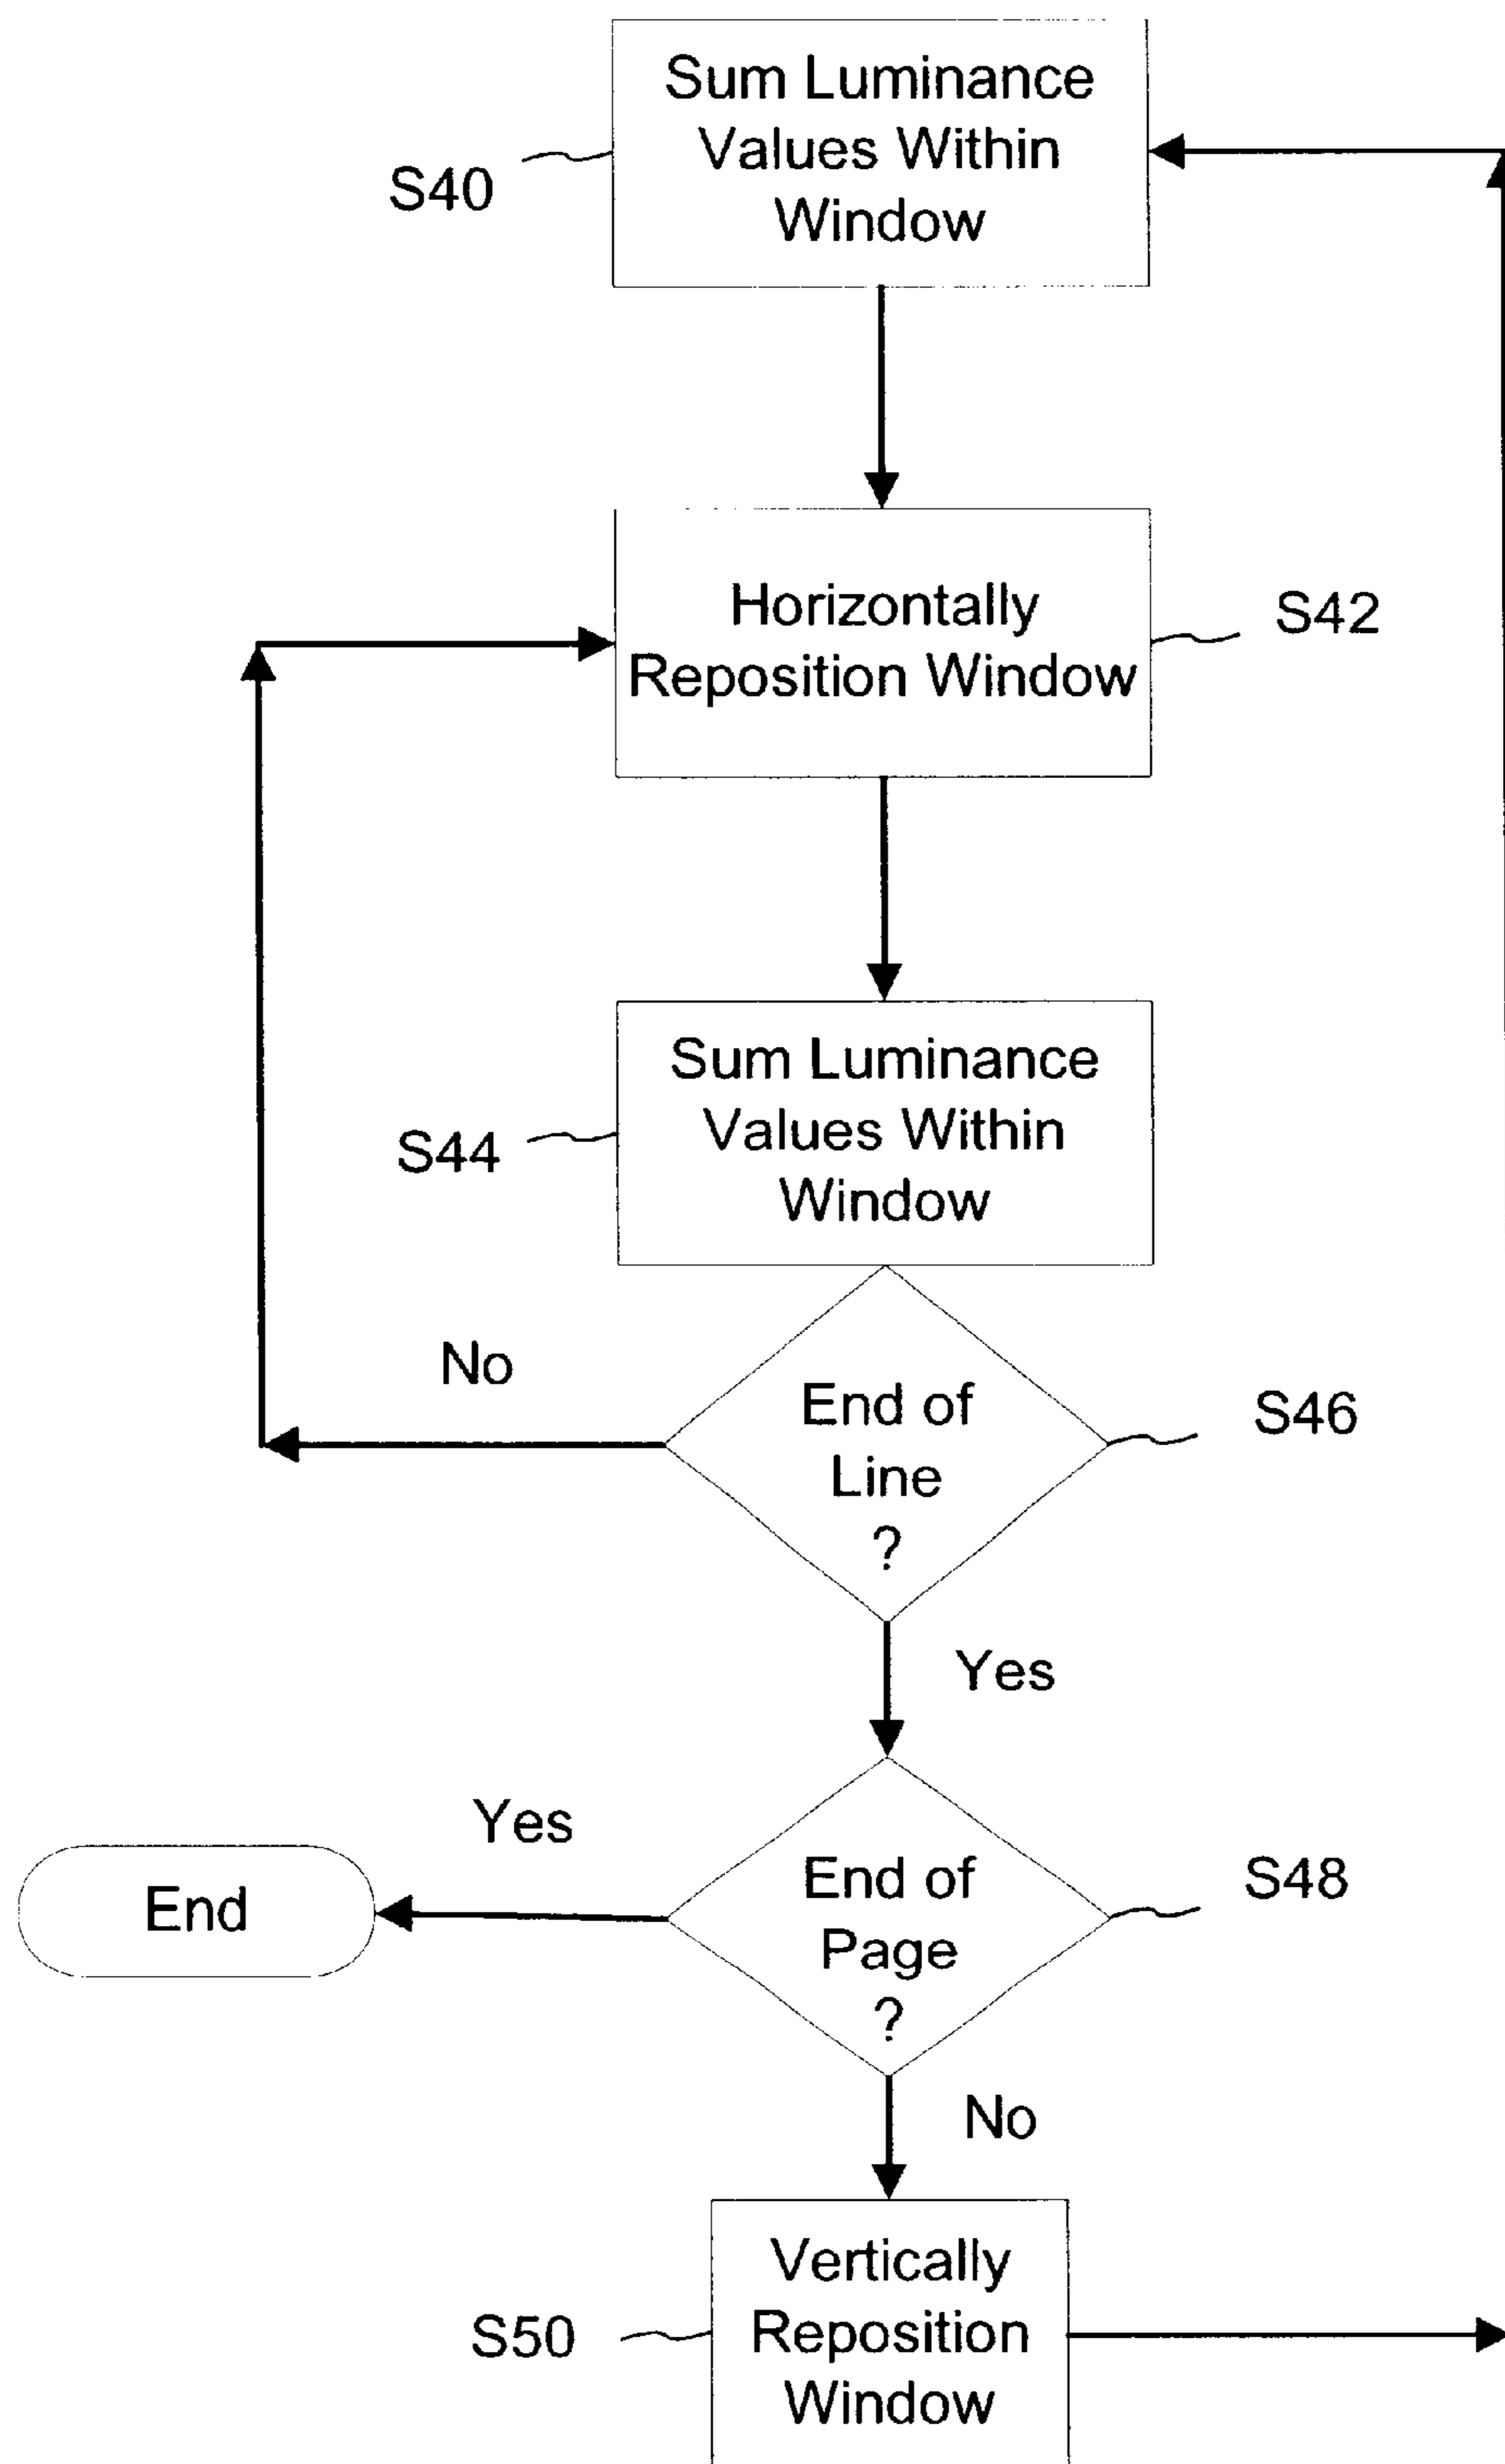 Sum Luminance
Values Within
Window
S40
Horizontally
Reposition Window
S42
Sum Luminance
Values Within
Window
S44
No
End of
Line
?
S46
Yes
Yes
End
End of
Page
?
S48
No
Vertically
Reposition
Window
S50